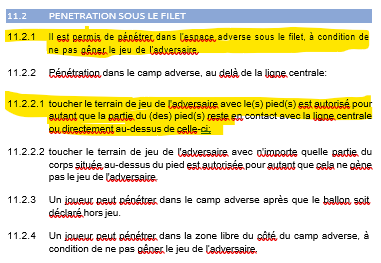 11.2 PENETRATION SOUS LE FILET
11.2.1 Il est permis de pénétrer dans l'espace adverse sous le filet, à condition de
ne pas gêner le jeu de l'adversaire.
11.2.2 Pénétration dans le camp adverse, au delà de la ligne centrale:
11.2.2.1 toucher le terrain de jeu de l'adversaire avec le(s) pied(s) est autorisé pour
autant que la partie du (des) pied(s) reste en contact avec la ligne centrale
ou directement au-dessus de celle-ci;
11.2.2.2 toucher le terrain de jeu de l'adversaire avec n'importe quelle partie du
corps située au-dessus du pied est autorisée pour autant que cela ne gêne
pas le jeu de l'adversaire.
11.2.3 Un joueur peut pénétrer dans le camp adverse après que le ballon soit
déclaré hors jeu.
11.2.4 Un joueur peut pénétrer dans la zone libre du côté du camp adverse, à
condition de ne pas gêner le jeu de l'adversaire.